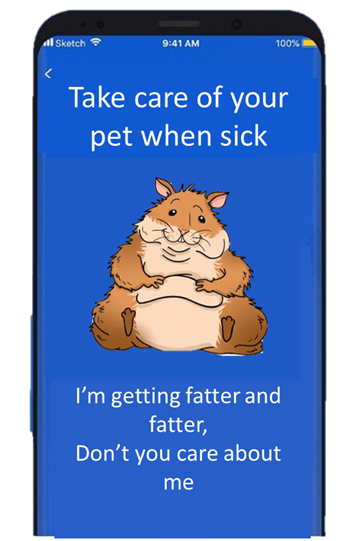 Sketch
9:41 AM
100%
Take care of your
pet when sick
I'm getting fatter and
fatter,
Don't you care about
me